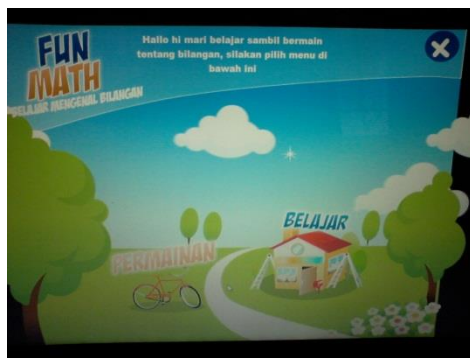 FUN
MATH
BELAJAR MENGENAL BILANGAN
Hallo hi mari belajar sambil bermain
tentang bilangan, silakan pilih menu di
bawah ini
BELAJAR
PERMAINAN